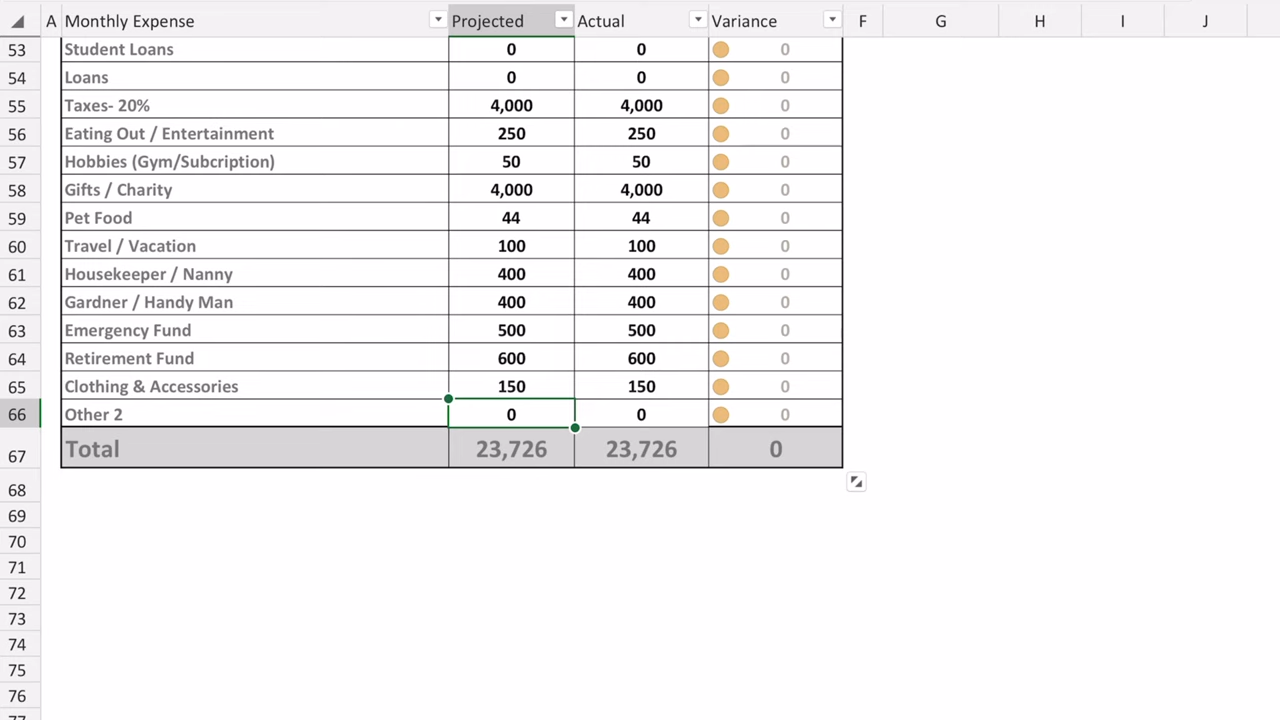 A Monthly Expense Projected Actual Variance F G H I J
53 Student Loans 0 0 0
54 Loans 0 0 0
55 Taxes- 20% 4,000 4,000 0
56 Eating Out / Entertainment 250 250 0
57 Hobbies (Gym/Subcription) 50 50 0
58 Gifts / Charity 4,000 4,000 0
59 Pet Food 44 44 0
60 Travel / Vacation 100 100 0
61 Housekeeper / Nanny 400 400 0
62 Gardner / Handy Man 400 400 0
63 Emergency Fund 500 500 0
64 Retirement Fund 600 600 0
65 Clothing & Accessories 150 150 0
66 Other 2 0 0 0
67 Total 23,726 23,726 0
68
69
70
71
72
73
74
75
76
77